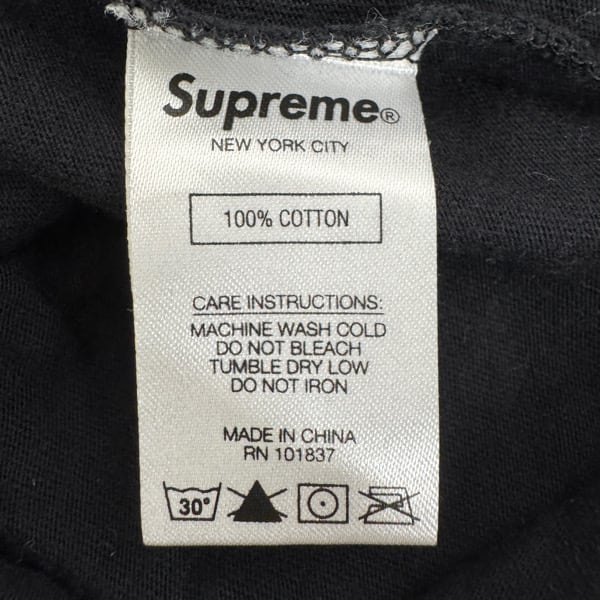 Supreme®
NEW YORK CITY
100% COTTON
CARE INSTRUCTIONS:
MACHINE WASH COLD
DO NOT BLEACH
TUMBLE DRY LOW
DO NOT IRON
MADE IN CHINA
RN 101837
30°